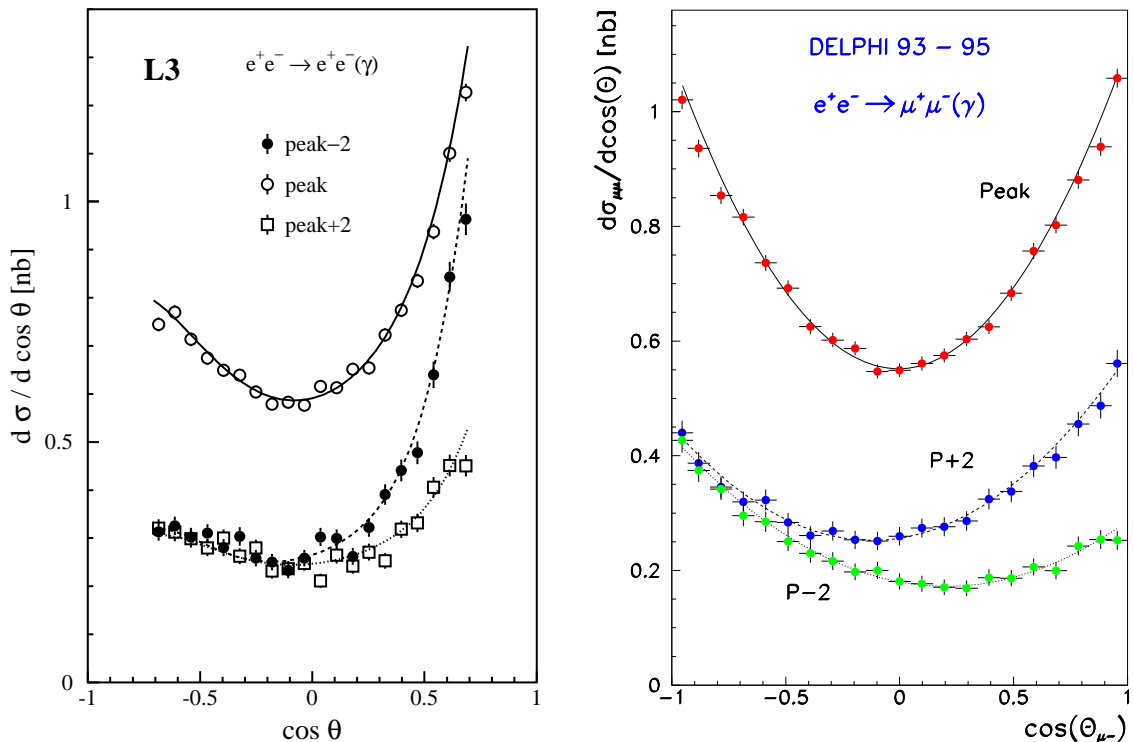 L3
e⁺e⁻ → e⁺e⁻(γ)
peak−2
peak
peak+2
1
0.5
0
-1
-0.5
0
0.5
1
cos θ
d σ / d cos θ [nb]
DELPHI 93 − 95
e⁺e⁻→μ⁺μ⁻(γ)
Peak
P+2
P−2
1
0.8
0.6
0.4
0.2
0
-1
-0.5
0
0.5
1
cos(Θμ−)
dσμμ/dcos(Θ) [nb]